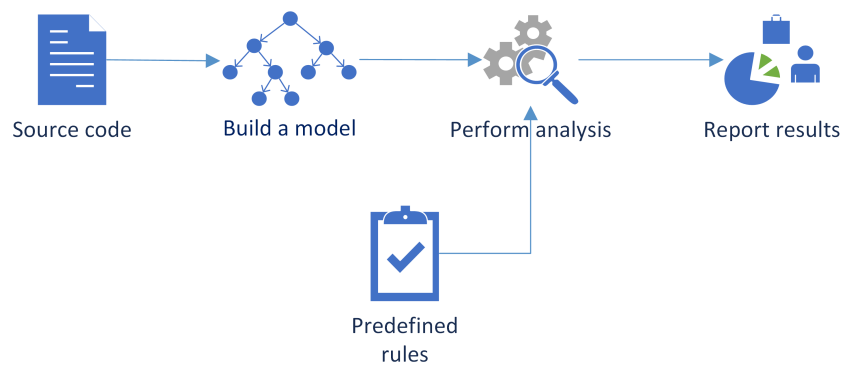 Source code
Build a model
Perform analysis
Report results
Predefined
rules